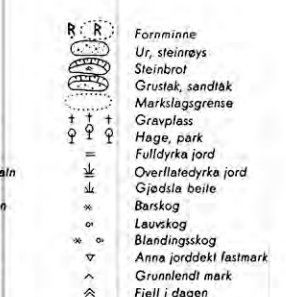 R R Fornminne
Ur, steinrøys
Steinbrot
Grustak, sandtak
Markslagsgrense
Gravplass
Hage, park
Fulldyrka jord
Overflatedyrka jord
Gjødsla beite
Barskog
Lauvskog
Blandingsskog
Anna jorddekt fastmark
Grunnlendt mark
Fjell i dagen